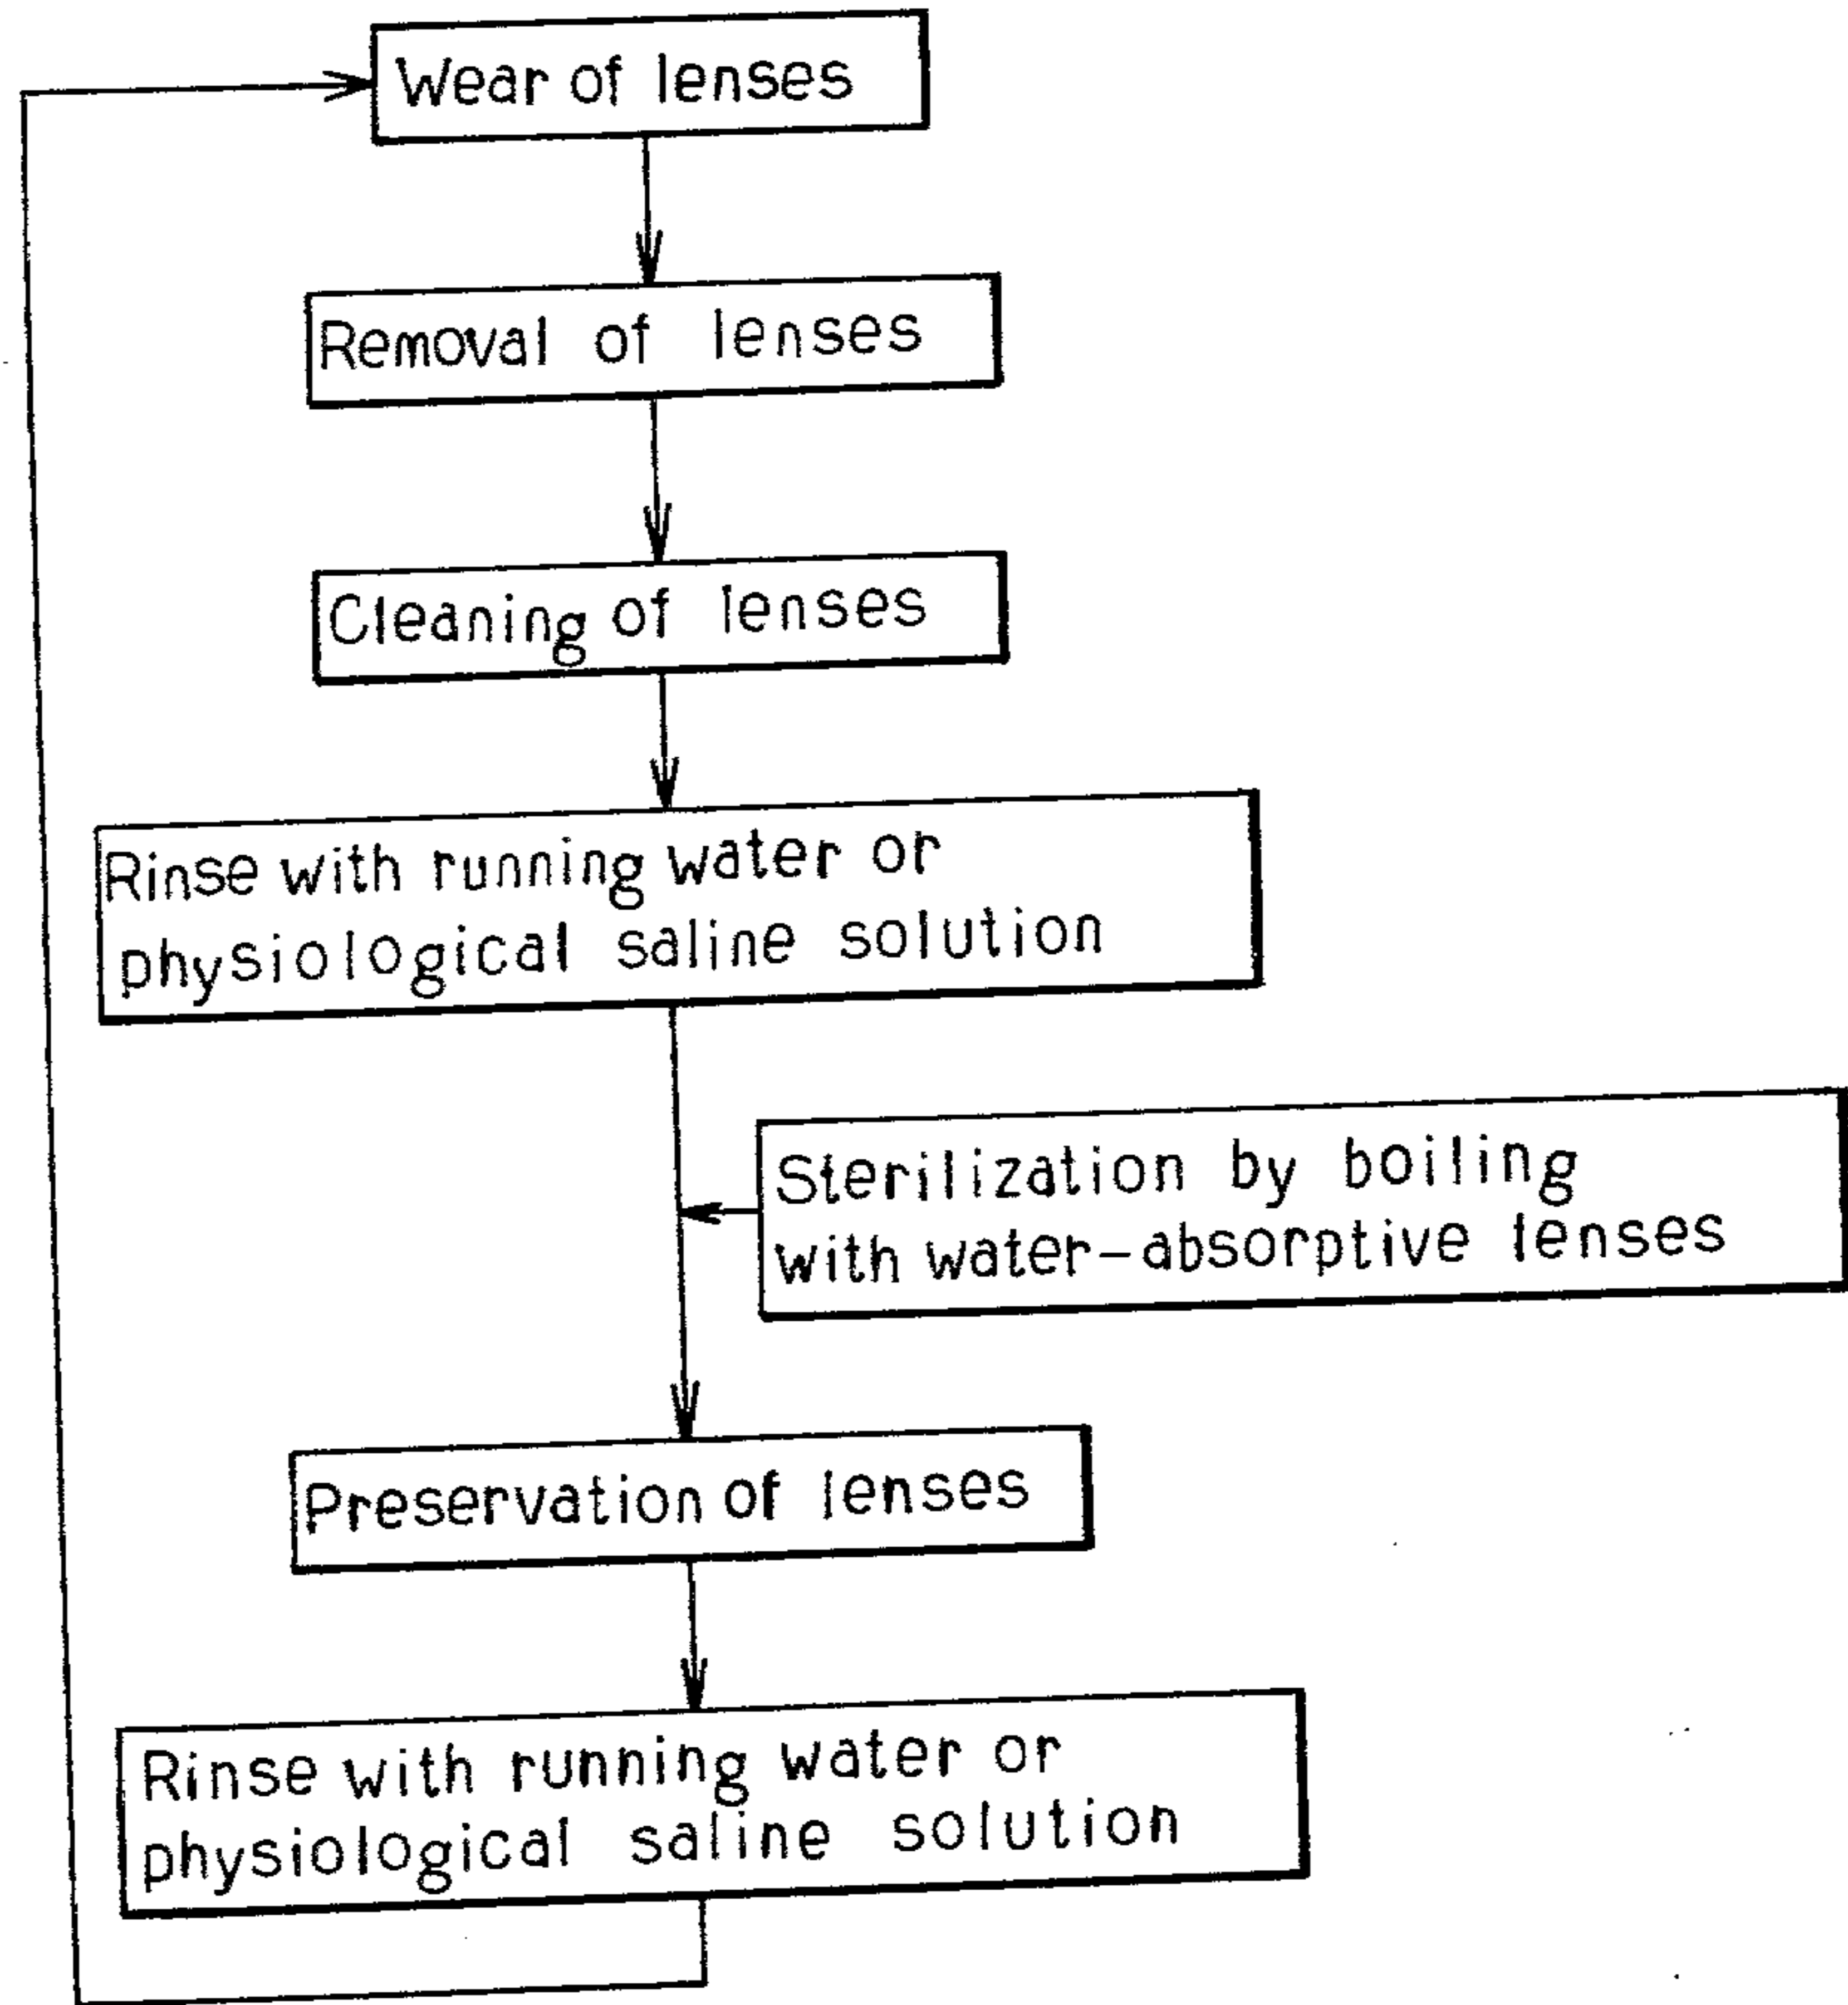 Wear of lenses
Removal of lenses
Cleaning of lenses
Rinse with running water or
physiological saline solution
Sterilization by boiling
with water-absorptive lenses
Preservation of lenses
Rinse with running water or
physiological saline solution